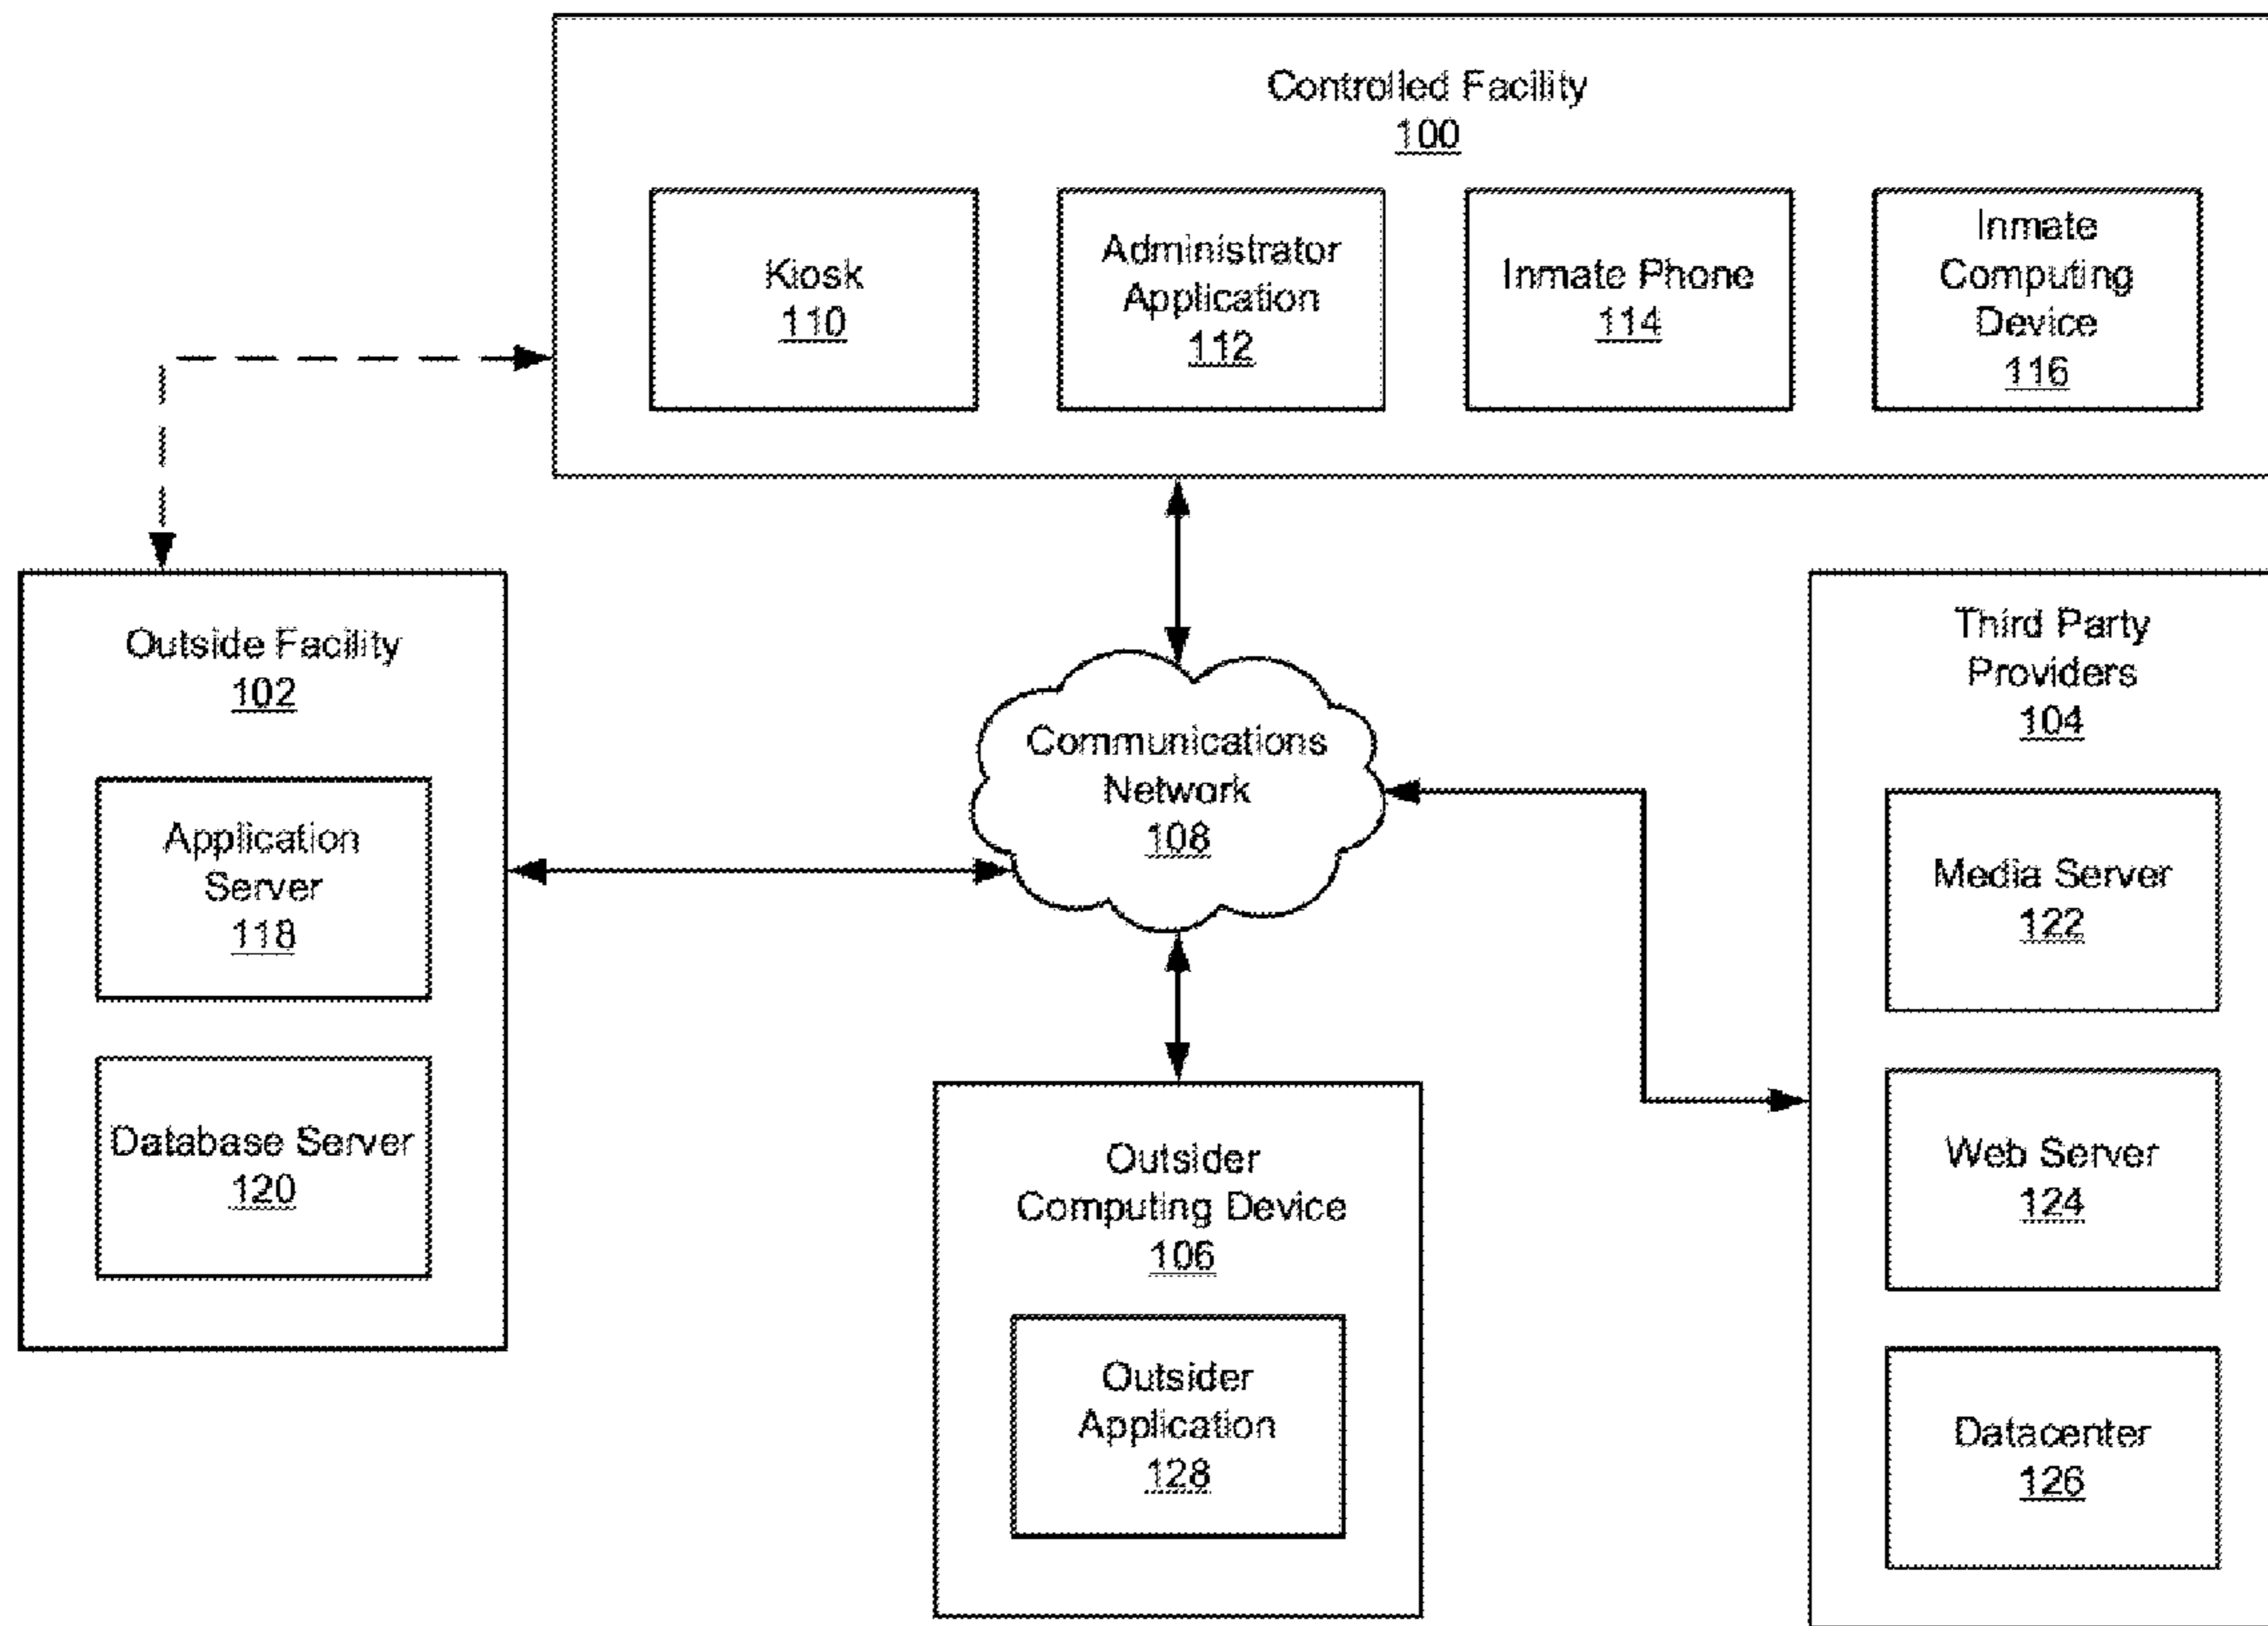 Controlled Facility
100
Kiosk
110
Administrator
Application
112
Inmate Phone
114
Inmate
Computing
Device
116
Outside Facility
102
Application
Server
118
Database Server
120
Communications
Network
108
Outsider
Computing Device
106
Outsider
Application
128
Third Party
Providers
104
Media Server
122
Web Server
124
Datacenter
126